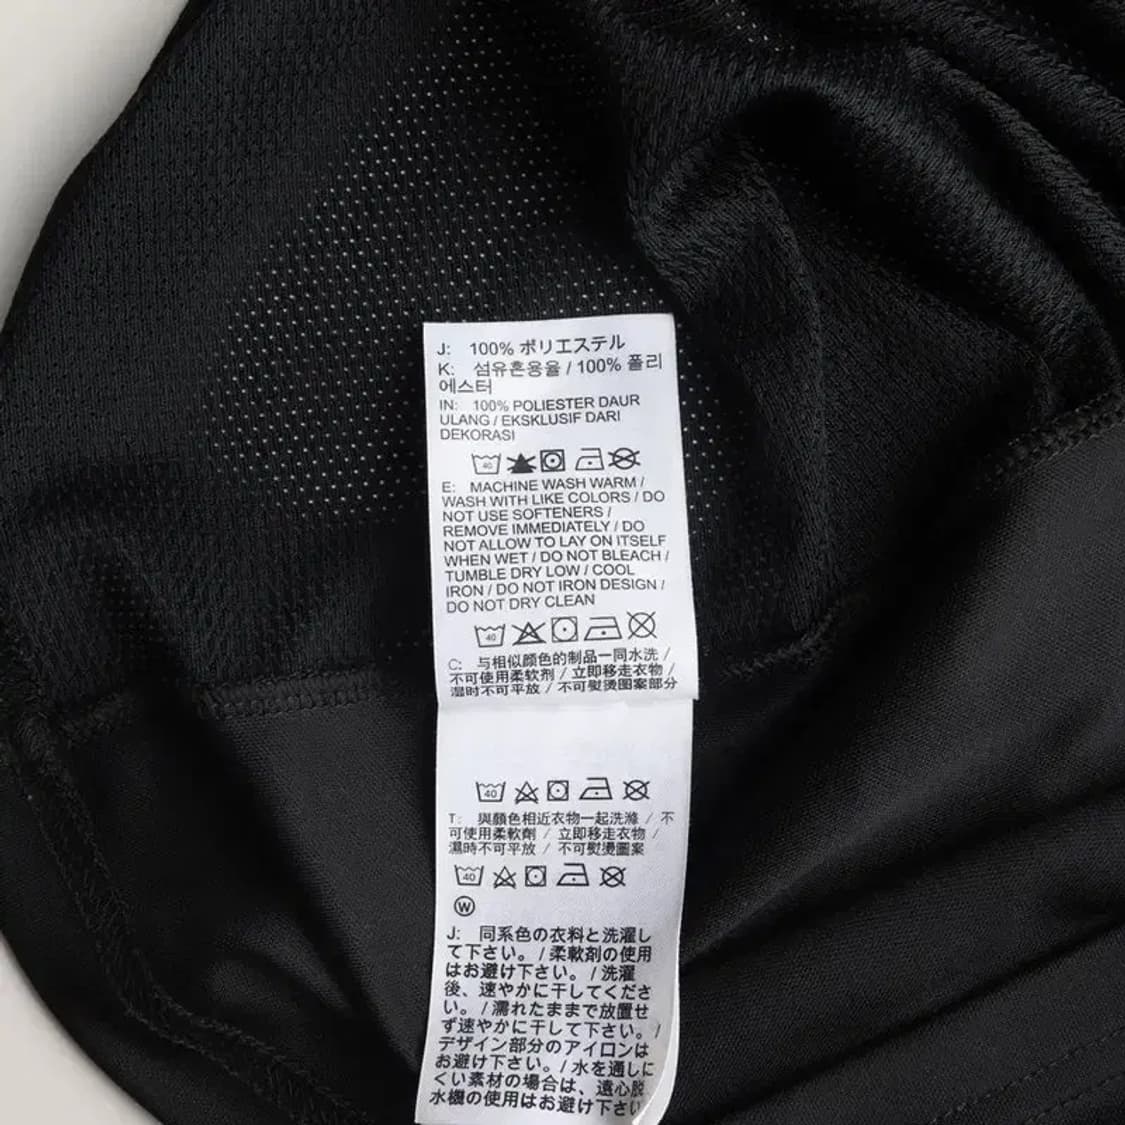 J: 100% ポリエステル
K: 섬유혼용율 / 100% 폴리
에스터
IN: 100% POLIESTER DAUR
ULANG / EKSKLUSIF DARI
DEKORASI
40
E: MACHINE WASH WARM /
WASH WITH LIKE COLORS / DO
NOT USE SOFTENERS /
REMOVE IMMEDIATELY / DO
NOT ALLOW TO LAY ON ITSELF
WHEN WET / DO NOT BLEACH /
TUMBLE DRY LOW / COOL
IRON / DO NOT IRON DESIGN /
DO NOT DRY CLEAN
40
C: 与相似颜色的制品一同水洗 /
不可使用柔软剂 / 立即移走衣物 /
湿时不可平放 / 不可熨烫图案部分
40
T: 與顏色相近衣物一起洗滌 / 不
可使用柔軟劑 / 立即移走衣物 /
濕時不可平放 / 不可熨燙圖案
40
W
J: 同系色の衣料と洗濯し
て下さい。 / 柔軟剤の使用
はお避け下さい。 / 洗濯
後、速やかに干してくださ
い。 / 濡れたままで放置せ
ず速やかに干して下さい。 /
デザイン部分のアイロンは
お避け下さい。 / 水を通しに
くい素材の場合は、遠心脱
水機の使用はお避け下さい